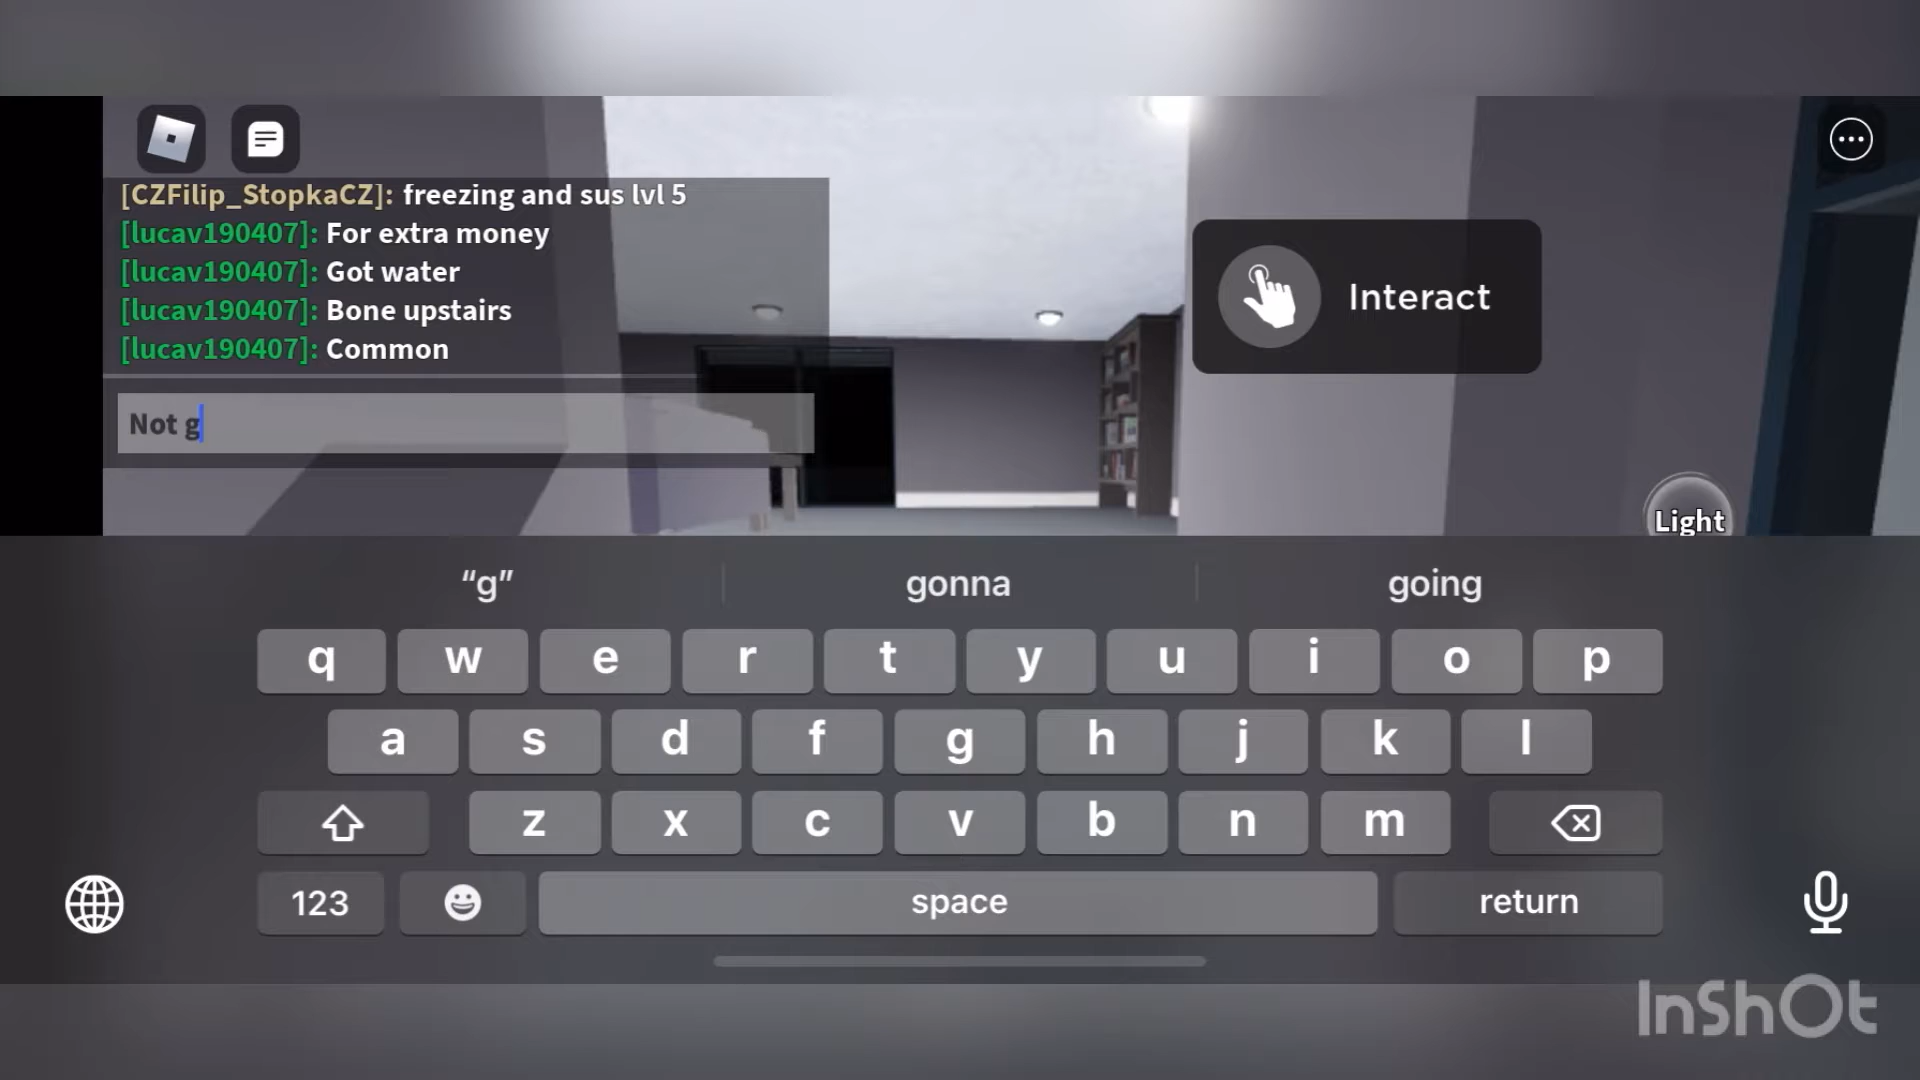 [CZFilip_StopkaCZ]: freezing and sus lvl 5
[lucav190407]: For extra money
[lucav190407]: Got water
[lucav190407]: Bone upstairs
[lucav190407]: Common
Not g
Interact
Light
“g” gonna going
q w e r t y u i o p
a s d f g h j k l
z x c v b n m
123 space return
InShOt